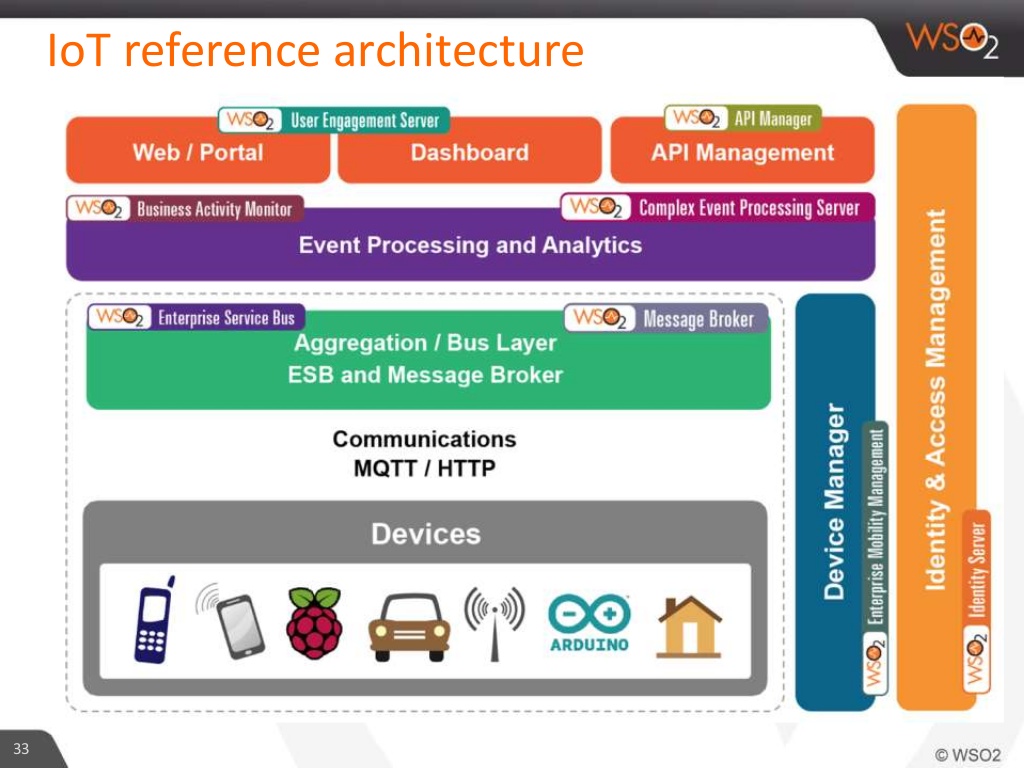 IoT reference architecture
WSO2
WSO2 User Engagement Server
WSO2 API Manager
Web / Portal
Dashboard
API Management
WSO2 Business Activity Monitor
WSO2 Complex Event Processing Server
Event Processing and Analytics
WSO2 Enterprise Service Bus
WSO2 Message Broker
Aggregation / Bus Layer
ESB and Message Broker
Communications
MQTT / HTTP
Devices
ARDUINO
Device Manager
WSO2 Enterprise Mobility Management
Identity & Access Management
WSO2 Identity Server
33
© WSO2